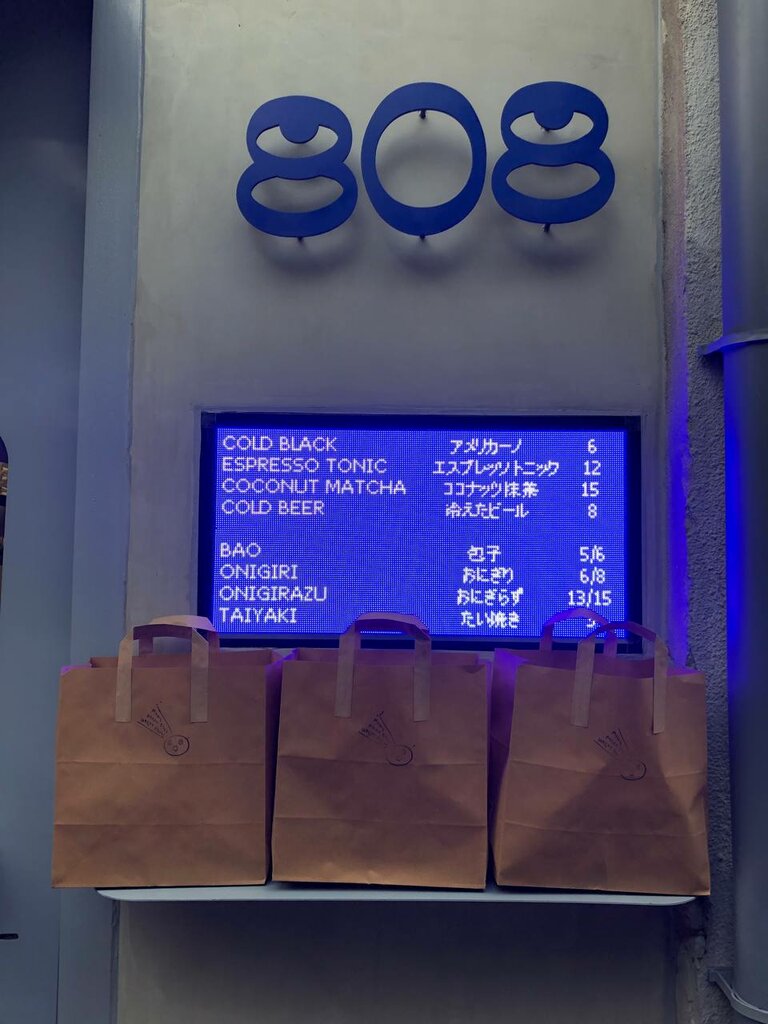 808
COLD BLACK アメリカーノ 6
ESPRESSO TONIC エスプレッソトニック 12
COCONUT MATCHA ココナッツ抹茶 15
COLD BEER 冷えたビール 8
BAO 包子 5/6
ONIGIRI おにぎり 6/8
ONIGIRAZU おにぎらず 13/15
TAIYAKI たい焼き